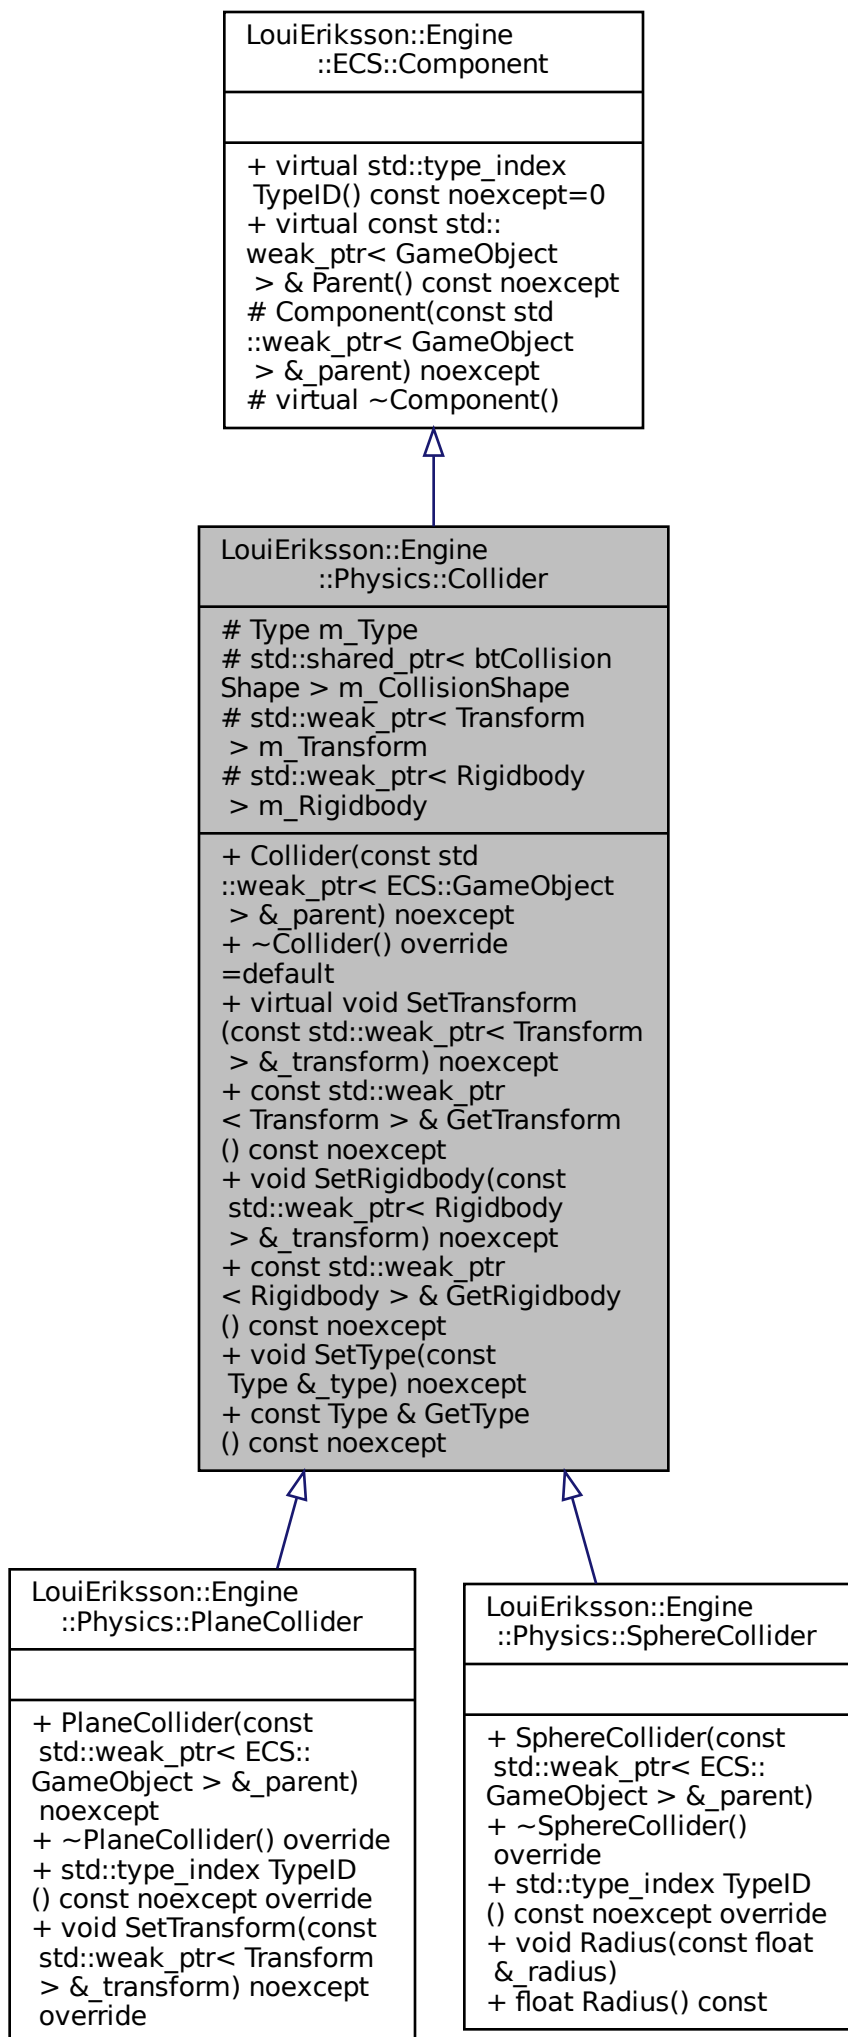 LouiEriksson::Engine
::ECS::Component
+ virtual std::type_index
TypeID() const noexcept=0
+ virtual const std::
weak_ptr< GameObject
> & Parent() const noexcept
# Component(const std
::weak_ptr< GameObject
> &_parent) noexcept
# virtual ~Component()
LouiEriksson::Engine
::Physics::Collider
# Type m_Type
# std::shared_ptr< btCollision
Shape > m_CollisionShape
# std::weak_ptr< Transform
> m_Transform
# std::weak_ptr< Rigidbody
> m_Rigidbody
+ Collider(const std
::weak_ptr< ECS::GameObject
> &_parent) noexcept
+ ~Collider() override
=default
+ virtual void SetTransform
(const std::weak_ptr< Transform
> &_transform) noexcept
+ const std::weak_ptr
< Transform > & GetTransform
() const noexcept
+ void SetRigidbody(const
std::weak_ptr< Rigidbody
> &_transform) noexcept
+ const std::weak_ptr
< Rigidbody > & GetRigidbody
() const noexcept
+ void SetType(const
Type &_type) noexcept
+ const Type & GetType
() const noexcept
LouiEriksson::Engine
::Physics::PlaneCollider
+ PlaneCollider(const
std::weak_ptr< ECS::
GameObject > &_parent)
noexcept
+ ~PlaneCollider() override
+ std::type_index TypeID
() const noexcept override
+ void SetTransform(const
std::weak_ptr< Transform
> &_transform) noexcept
override
LouiEriksson::Engine
::Physics::SphereCollider
+ SphereCollider(const
std::weak_ptr< ECS::
GameObject > &_parent)
+ ~SphereCollider()
override
+ std::type_index TypeID
() const noexcept override
+ void Radius(const float
&_radius)
+ float Radius() const